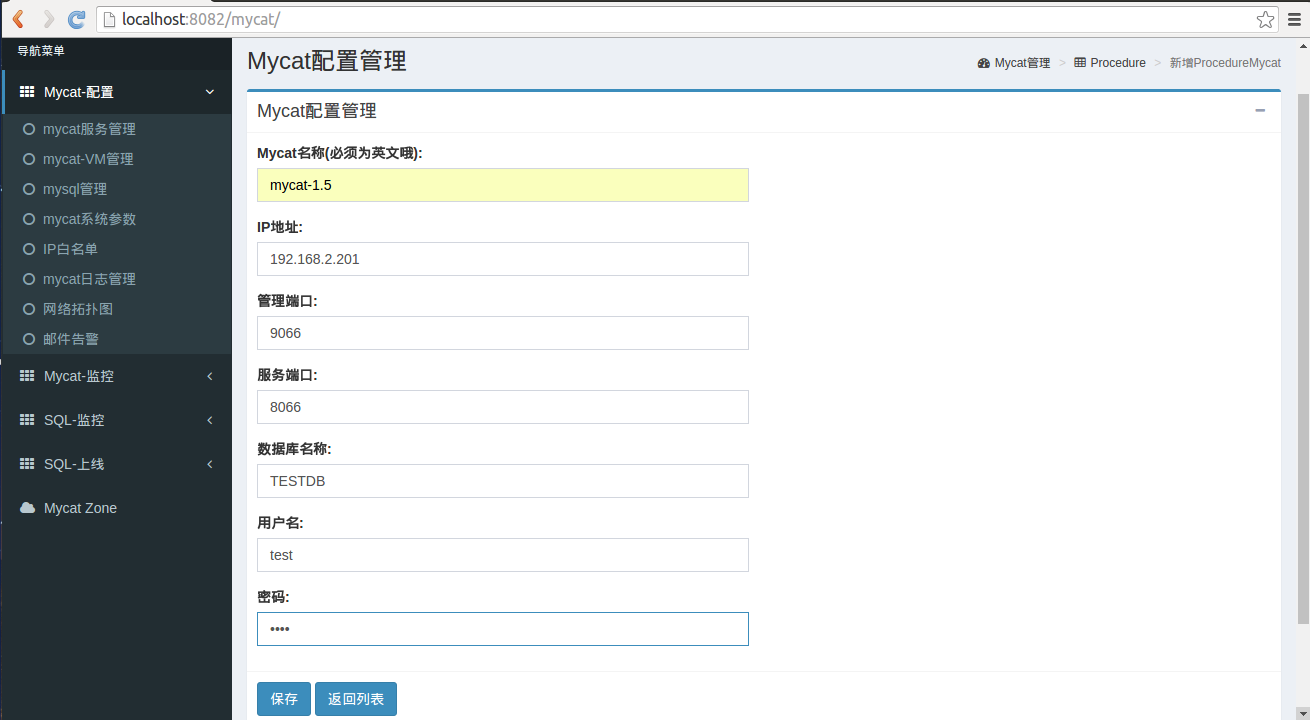 localhost:8082/mycat/
导航菜单
Mycat-配置
mycat服务管理
mycat-VM管理
mysql管理
mycat系统参数
IP白名单
mycat日志管理
网络拓扑图
邮件告警
Mycat-监控
SQL-监控
SQL-上线
Mycat Zone
Mycat配置管理
Mycat管理 > Procedure > 新增ProcedureMycat
Mycat配置管理
Mycat名称(必须为英文哦):
mycat-1.5
IP地址:
192.168.2.201
管理端口:
9066
服务端口:
8066
数据库名称:
TESTDB
用户名:
test
密码:
••••
保存 返回列表